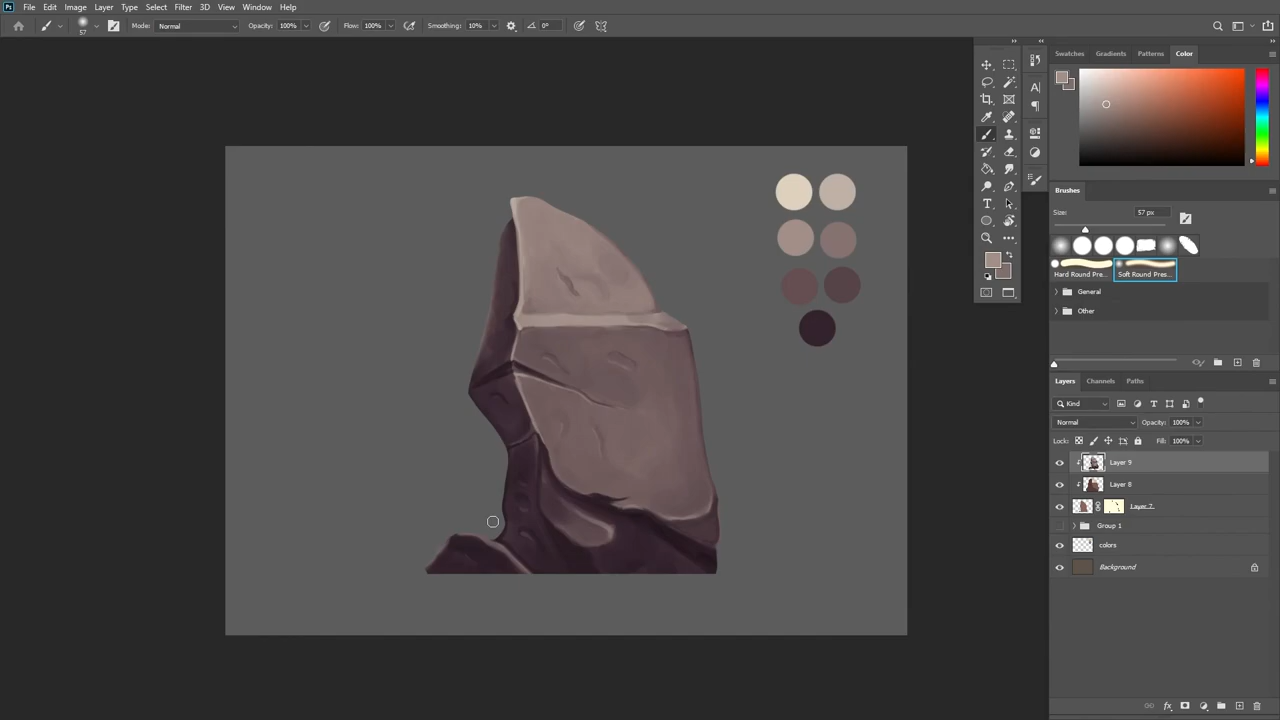 Ps File Edit Image Layer Type Select Filter 3D View Window Help
57 Mode: Normal Opacity: 100% Flow: 100% Smoothing: 10% 0°
Swatches Gradients Patterns Color
Brushes
Size: 57 px
Hard Round Pre... Soft Round Pres...
General
Other
Layers Channels Paths
Kind
Normal Opacity: 100%
Lock: Fill: 100%
Layer 9
Layer 8
Layer 7
Group 1
colors
Background